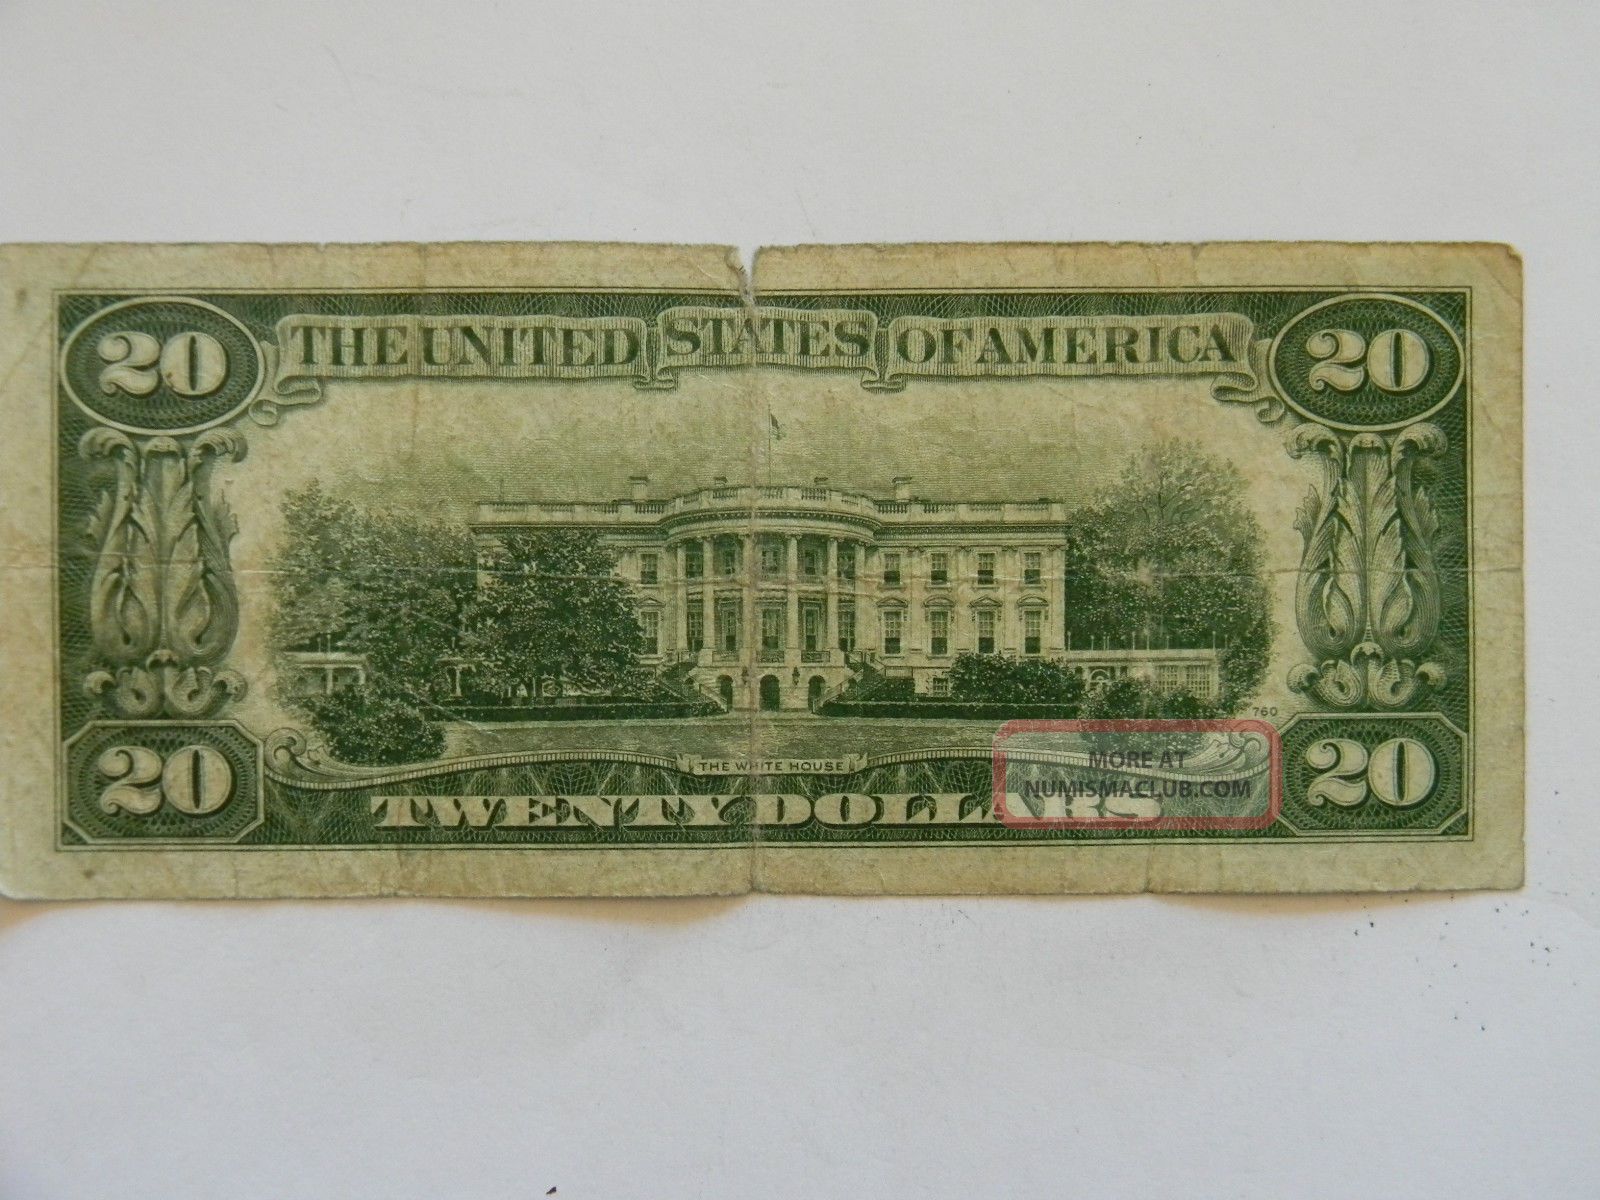 20 THE UNITED STATES OF AMERICA 20
760
THE WHITE HOUSE
20 TWENTY DOLLARS 20
MORE AT
NUMISMACLUB.COM